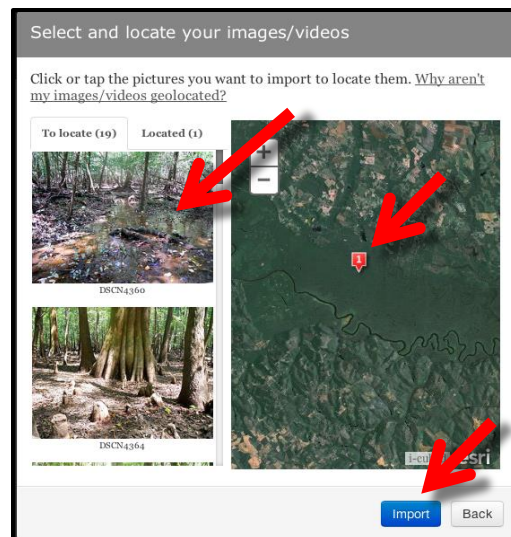 Select and locate your images/videos
Click or tap the pictures you want to import to locate them. Why aren't
my images/videos geolocated?
To locate (19) Located (1)
+
−
1
DSCN4360
DSCN4364
esri
Import Back